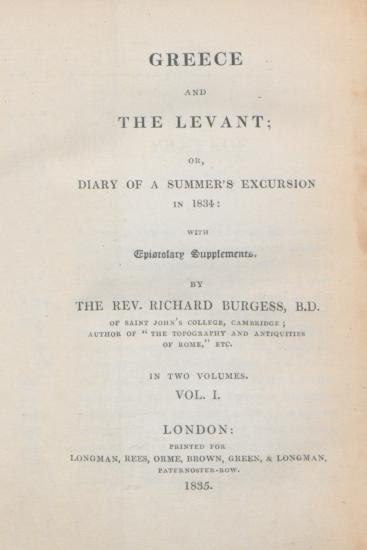 GREECE
AND
THE LEVANT;
OR,
DIARY OF A SUMMER'S EXCURSION
IN 1834:
WITH
Epistolary Supplements.
BY
THE REV. RICHARD BURGESS, B.D.
OF SAINT JOHN'S COLLEGE, CAMBRIDGE;
AUTHOR OF "THE TOPOGRAPHY AND ANTIQUITIES
OF ROME," ETC.
IN TWO VOLUMES.
VOL. I.
LONDON:
PRINTED FOR
LONGMAN, REES, ORME, BROWN, GREEN, & LONGMAN,
PATERNOSTER-ROW.
1835.